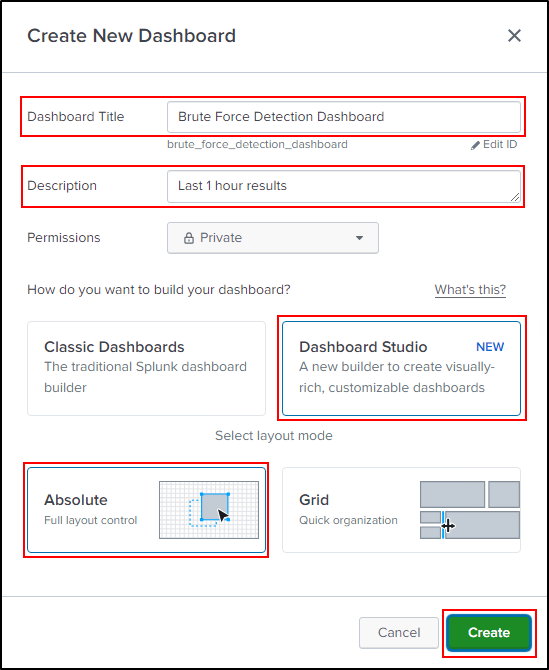 Create New Dashboard
Dashboard Title
Brute Force Detection Dashboard
brute_force_detection_dashboard
Edit ID
Description
Last 1 hour results
Permissions
Private
How do you want to build your dashboard?
What's this?
Classic Dashboards
The traditional Splunk dashboard
builder
Dashboard Studio
NEW
A new builder to create visually-
rich, customizable dashboards
Select layout mode
Absolute
Full layout control
Grid
Quick organization
Cancel
Create